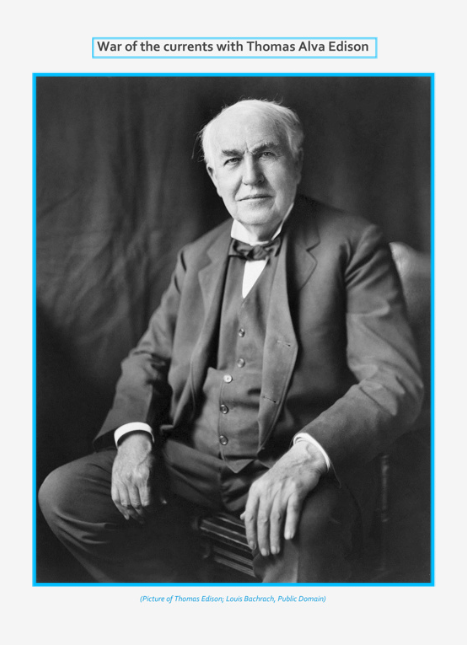 War of the currents with Thomas Alva Edison
(Picture of Thomas Edison; Louis Bachrach, Public Domain)